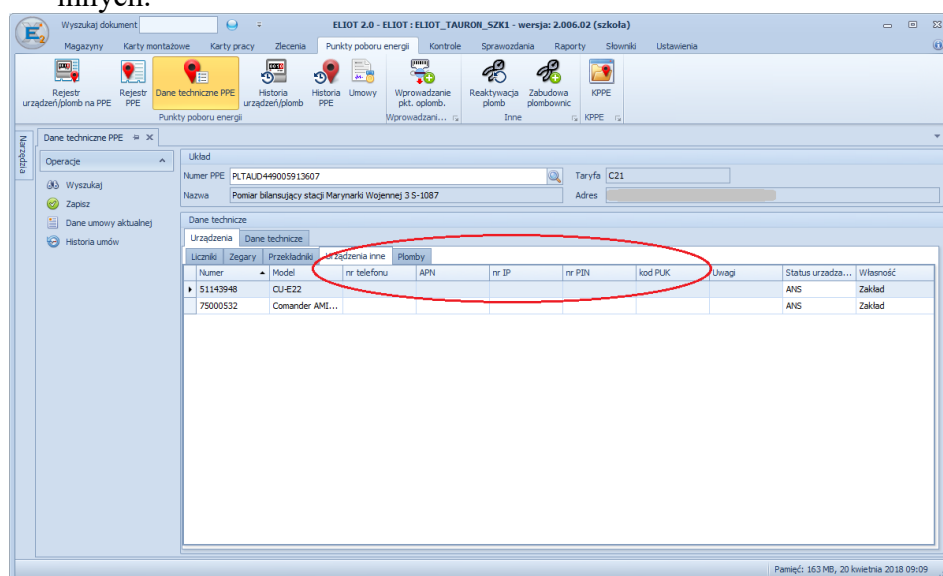 innych.
Wyszukaj dokument
ELIOT 2.0 - ELIOT : ELIOT_TAURON_SZK1 - wersja: 2.006.02 (szkoła)
Magazyny Karty montażowe Karty pracy Zlecenia Punkty poboru energii Kontrole Sprawozdania Raporty Słowniki Ustawienia
Rejestr urządzeń/plomb na PPE
Rejestr PPE
Dane techniczne PPE
Historia urządzeń/plomb
Historia PPE
Umowy
Wprowadzanie pkt. oplomb.
Reaktywacja plomb
Zabudowa plombownic
KPPE
Punkty poboru energii
Wprowadzani...
Inne
KPPE
Narzędzia
Dane techniczne PPE
Operacje
Wyszukaj
Zapisz
Dane umowy aktualnej
Historia umów
Układ
Numer PPE PLTAUD449005913607 Taryfa C21
Nazwa Pomiar bilansujący stacji Marynarki Wojennej 3 S-1087 Adres
Dane techniczne
Urządzenia Dane techniczne
Liczniki Zegary Przekładniki Urządzenia inne Plomby
Numer Model nr telefonu APN nr IP nr PIN kod PUK Uwagi Status urzadza... Własność
51143948 CU-E22 ANS Zakład
75000532 Comander AMI... ANS Zakład
Pamięć: 163 MB, 20 kwietnia 2018 09:09